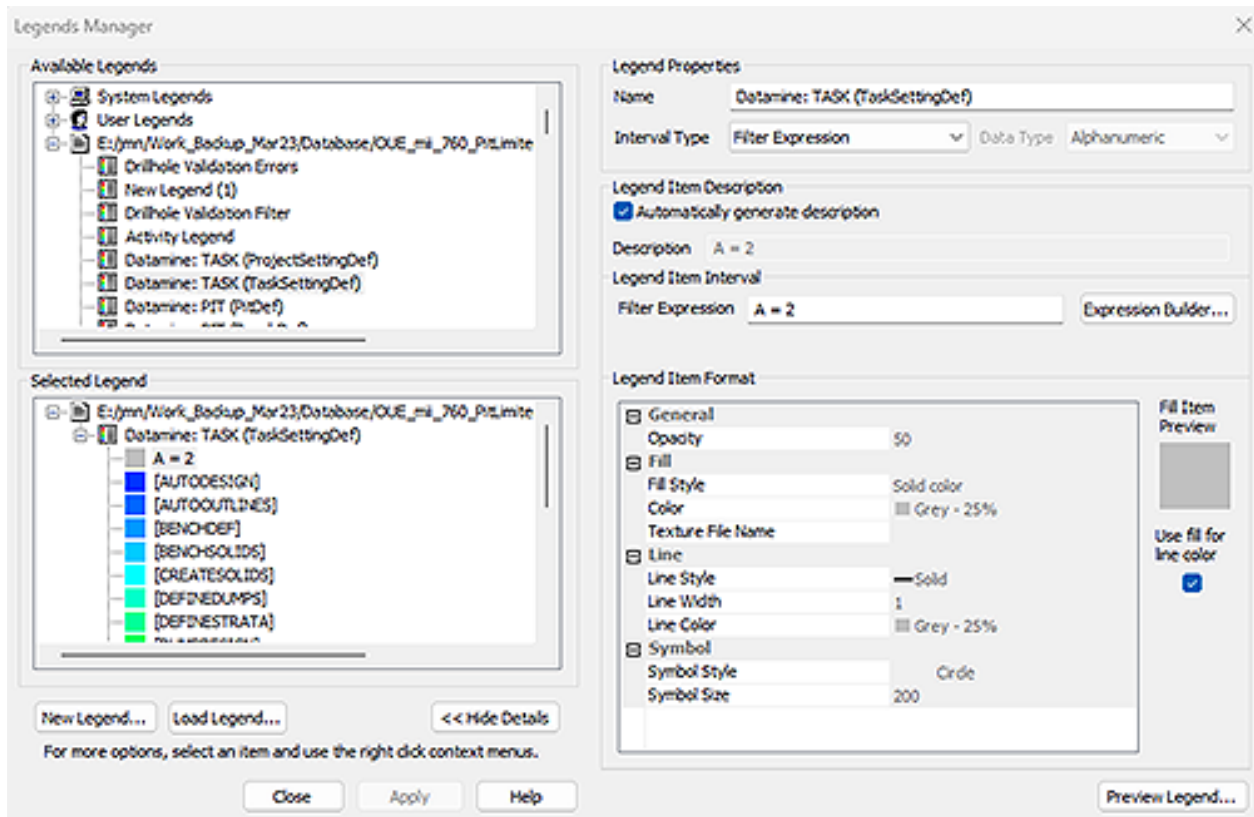 Legends Manager
Available Legends
System Legends
User Legends
E:/jmn/Work_Backup_Mar23/Database/OUE_mii_760_PitLimite
Drillhole Validation Errors
New Legend (1)
Drillhole Validation Filter
Activity Legend
Datamine: TASK (ProjectSettingDef)
Datamine: TASK (TaskSettingDef)
Datamine: PIT (PitDef)
Selected Legend
E:/jmn/Work_Backup_Mar23/Database/OUE_mii_760_PitLimite
Datamine: TASK (TaskSettingDef)
A = 2
[AUTODESIGN]
[AUTOOUTLINES]
[BENCHDEF]
[BENCHSOLIDS]
[CREATESOLIDS]
[DEFINEDUMPS]
[DEFINESTRATA]
New Legend... Load Legend... << Hide Details
For more options, select an item and use the right click context menus.
Close Apply Help
Legend Properties
Name Datamine: TASK (TaskSettingDef)
Interval Type Filter Expression Data Type Alphanumeric
Legend Item Description
Automatically generate description
Description A = 2
Legend Item Interval
Filter Expression A = 2 Expression Builder...
Legend Item Format
General
Opacity 50
Fill
Fill Style Solid color
Color Grey - 25%
Texture File Name
Line
Line Style Solid
Line Width 1
Line Color Grey - 25%
Symbol
Symbol Style Circle
Symbol Size 200
Fill Item
Preview
Use fill for
line color
Preview Legend...